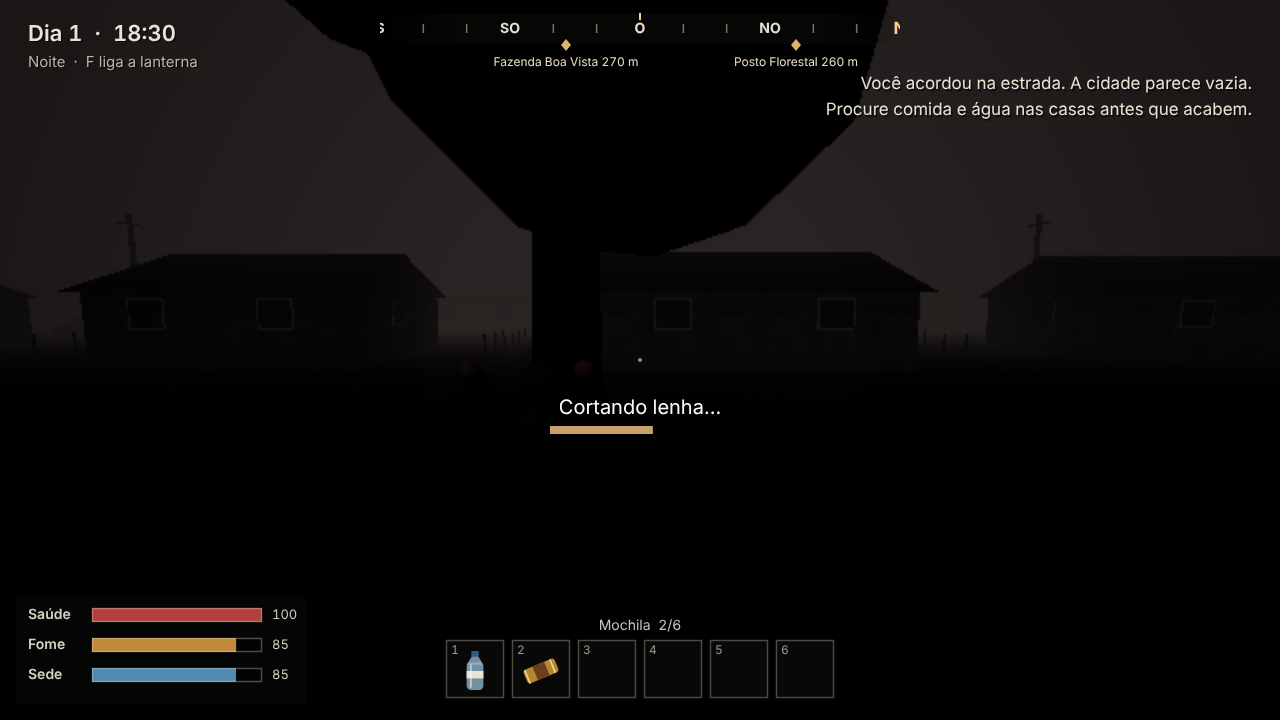 Dia 1 · 18:30
Noite · F liga a lanterna
S SO O NO N
Fazenda Boa Vista 270 m
Posto Florestal 260 m
Você acordou na estrada. A cidade parece vazia.
Procure comida e água nas casas antes que acabem.
Cortando lenha...
Saúde 100
Fome 85
Sede 85
Mochila 2/6
1 2 3 4 5 6